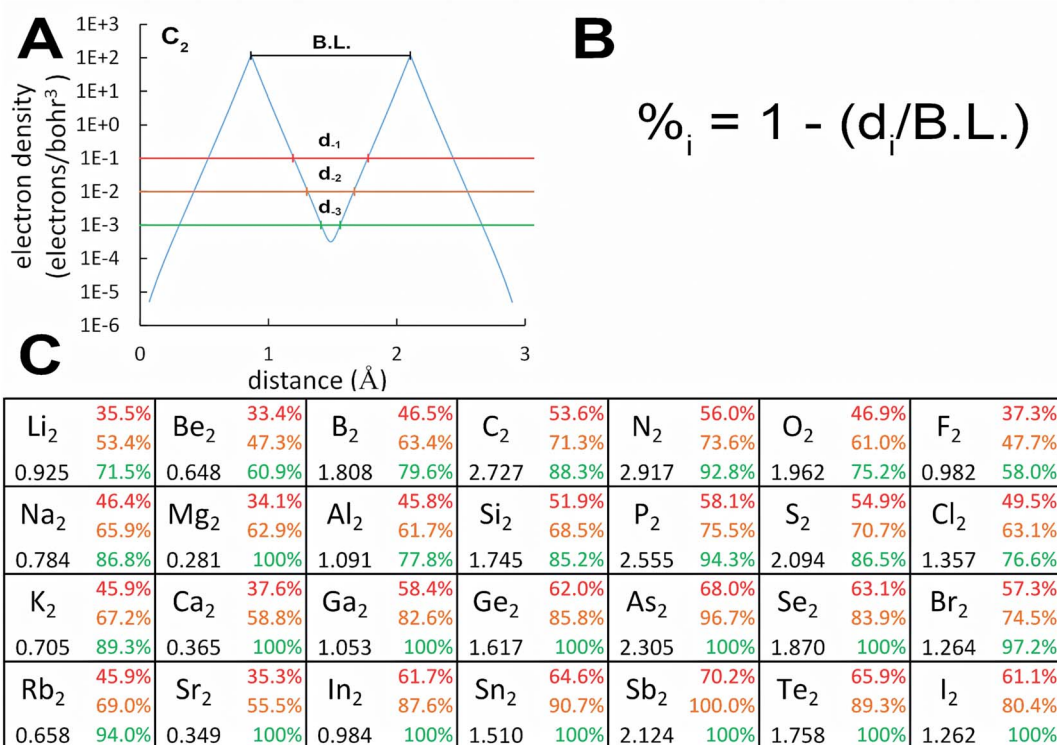 A
C₂
B.L.
1E+3
1E+2
1E+1
1E+0
1E-1
1E-2
1E-3
1E-4
1E-5
1E-6
electron density
(electrons/bohr³ )
d₋₁
d₋₂
d₋₃
0 1 2 3
distance (Å)
B
%ᵢ = 1 - (dᵢ/B.L.)
C
Li₂ 35.5% 53.4% 0.925 71.5%
Be₂ 33.4% 47.3% 0.648 60.9%
B₂ 46.5% 63.4% 1.808 79.6%
C₂ 53.6% 71.3% 2.727 88.3%
N₂ 56.0% 73.6% 2.917 92.8%
O₂ 46.9% 61.0% 1.962 75.2%
F₂ 37.3% 47.7% 0.982 58.0%
Na₂ 46.4% 65.9% 0.784 86.8%
Mg₂ 34.1% 62.9% 0.281 100%
Al₂ 45.8% 61.7% 1.091 77.8%
Si₂ 51.9% 68.5% 1.745 85.2%
P₂ 58.1% 75.5% 2.555 94.3%
S₂ 54.9% 70.7% 2.094 86.5%
Cl₂ 49.5% 63.1% 1.357 76.6%
K₂ 45.9% 67.2% 0.705 89.3%
Ca₂ 37.6% 58.8% 0.365 100%
Ga₂ 58.4% 82.6% 1.053 100%
Ge₂ 62.0% 85.8% 1.617 100%
As₂ 68.0% 96.7% 2.305 100%
Se₂ 63.1% 83.9% 1.870 100%
Br₂ 57.3% 74.5% 1.264 97.2%
Rb₂ 45.9% 69.0% 0.658 94.0%
Sr₂ 35.3% 55.5% 0.349 100%
In₂ 61.7% 87.6% 0.984 100%
Sn₂ 64.6% 90.7% 1.510 100%
Sb₂ 70.2% 100.0% 2.124 100%
Te₂ 65.9% 89.3% 1.758 100%
I₂ 61.1% 80.4% 1.262 100%